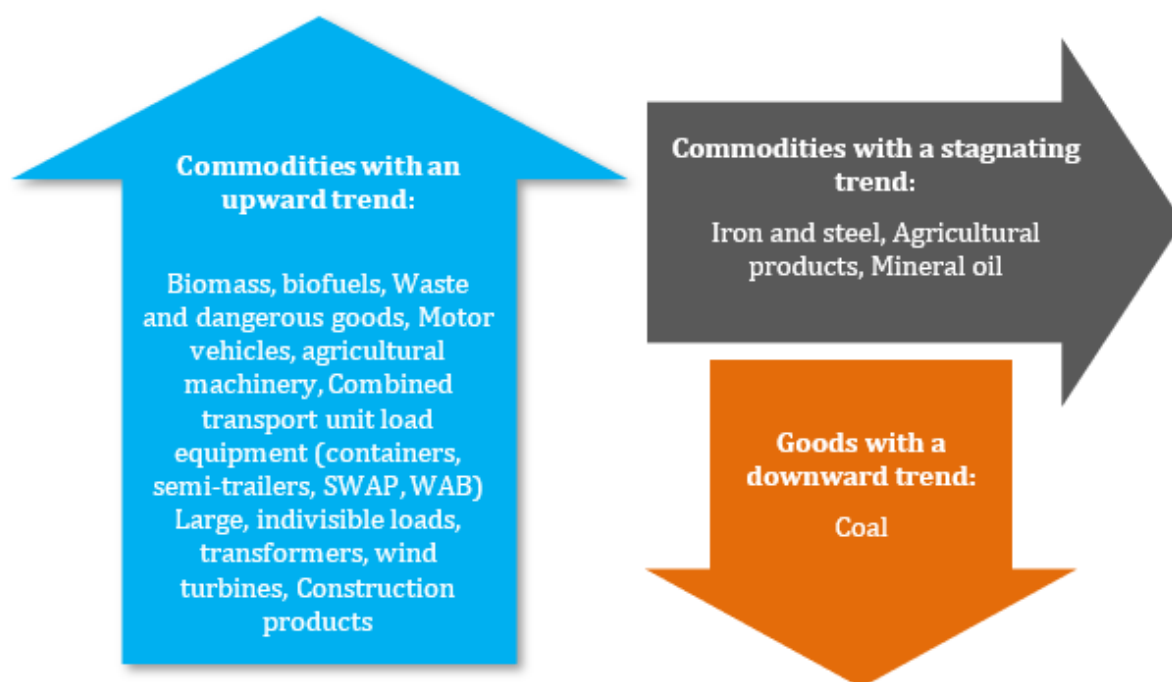 Commodities with an
upward trend:
Biomass, biofuels, Waste
and dangerous goods, Motor
vehicles, agricultural
machinery, Combined
transport unit load
equipment (containers,
semi-trailers, SWAP, WAB)
Large, indivisible loads,
transformers, wind
turbines, Construction
products
Commodities with a stagnating
trend:
Iron and steel, Agricultural
products, Mineral oil
Goods with a
downward trend:
Coal